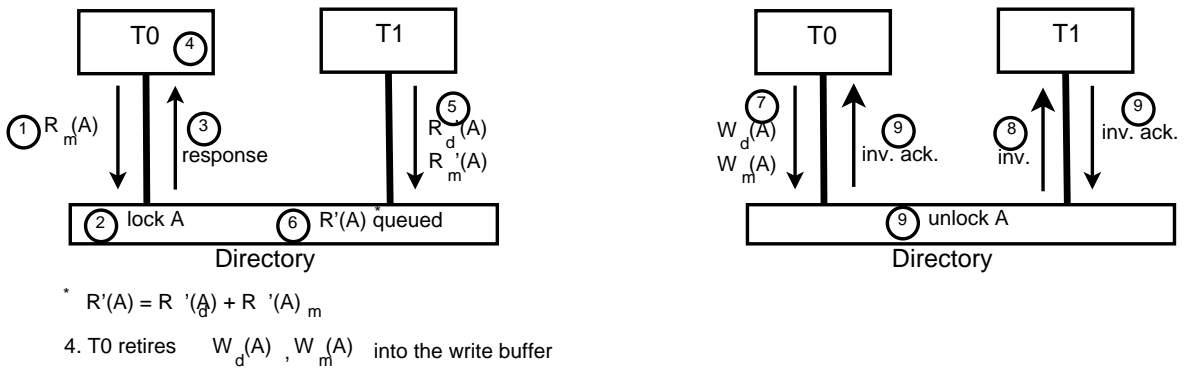 T0
4
T1
1 R_m(A)
3
response
5
R_d'(A)
R_m'(A)
2 lock A
6 R'(A)* queued
Directory
* R'(A) = R_d'(A) + R'(A)_m
4. T0 retires W_d(A) , W_m(A) into the write buffer
T0
T1
7
W_d(A)
W_m(A)
9
inv. ack.
8
inv.
9
inv. ack.
9 unlock A
Directory